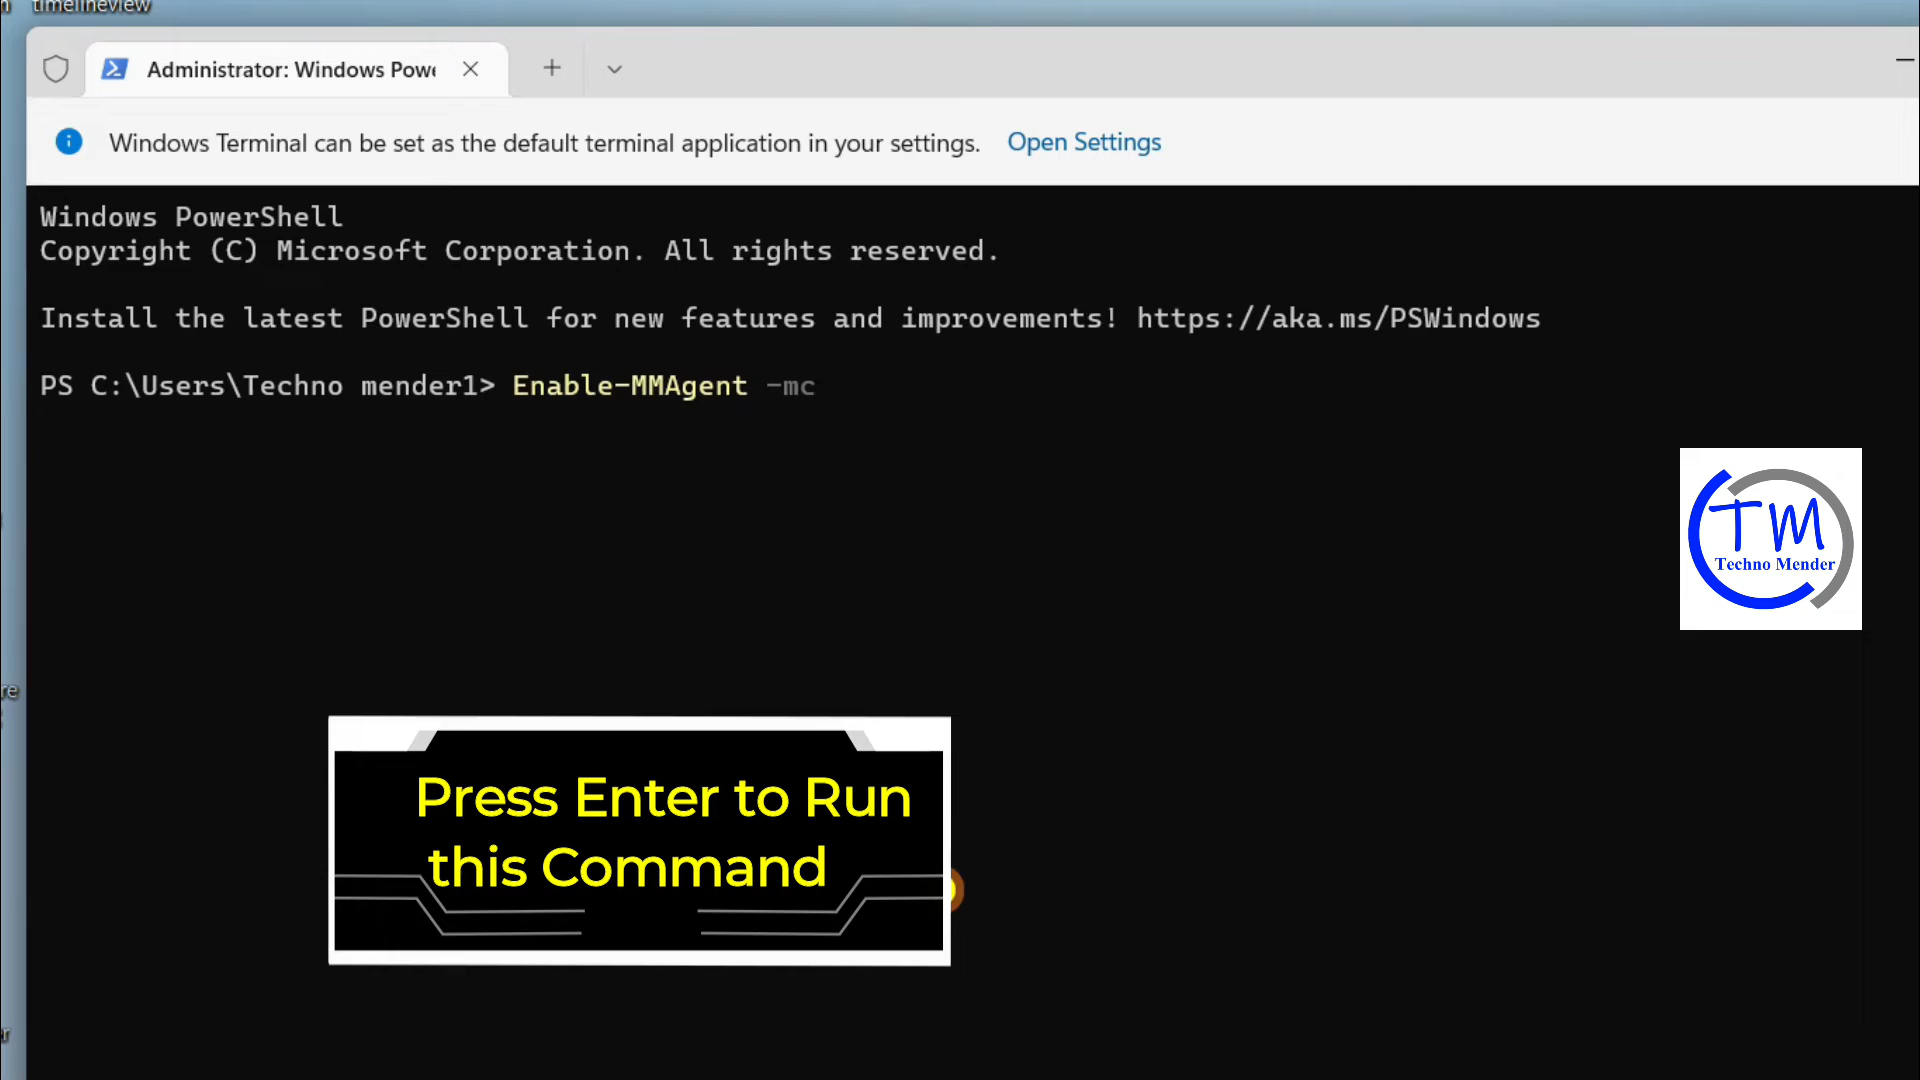 timelineview
Administrator: Windows Powe
Windows Terminal can be set as the default terminal application in your settings. Open Settings
Windows PowerShell
Copyright (C) Microsoft Corporation. All rights reserved.
Install the latest PowerShell for new features and improvements! https://aka.ms/PSWindows
PS C:\Users\Techno mender1> Enable-MMAgent -mc
TM
Techno Mender
re
Press Enter to Run
this Command